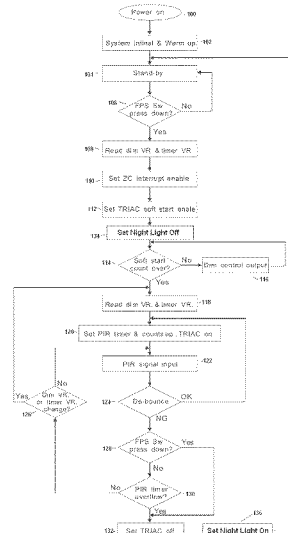 Power on
100
System Initial & Warm up
102
104
Stand-by
106
FPS Sw
press down?
No
Yes
108
Read dim VR & timer VR
110
Set ZC interrupt enable
112
Set TRIAC soft start enable
134
Set Night Light Off
114
Soft start
count over?
No
Dim control output
116
Yes
Read dim VR. & timer VR.
118
120
Set PIR timer & counts up ,TRIAC on
PIR signal input
122
No
Yes
Dim VR.
or timer VR.
change?
126
124
De-bounce
OK
NG
128
FPS Sw
press down?
Yes
No
No
PIR timer
overflow?
130
Yes
132
Set TRIAC off
136
Set Night Light On